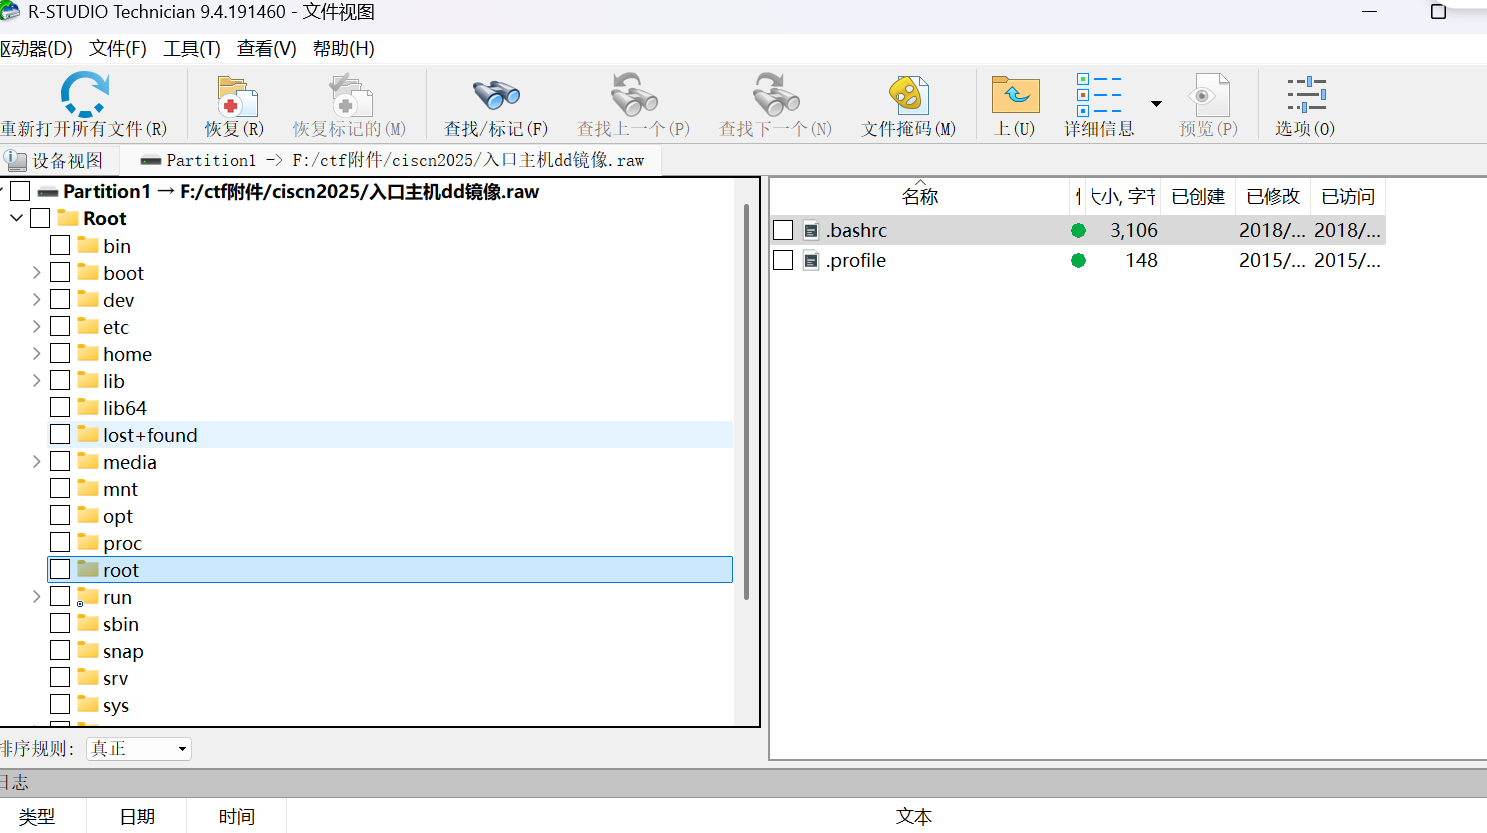 R-STUDIO Technician 9.4.191460 - 文件视图
驱动器(D) 文件(F) 工具(T) 查看(V) 帮助(H)
重新打开所有文件(R) 恢复(R) 恢复标记的(M) 查找/标记(F) 查找上一个(P) 查找下一个(N) 文件掩码(M) 上(U) 详细信息 预览(P) 选项(O)
设备视图 Partition1 -> F:/ctf附件/ciscn2025/入口主机dd镜像.raw
Partition1 → F:/ctf附件/ciscn2025/入口主机dd镜像.raw
Root
bin
boot
dev
etc
home
lib
lib64
lost+found
media
mnt
opt
proc
root
run
sbin
snap
srv
sys
名称 大小, 字节 已创建 已修改 已访问
.bashrc 3,106 2018/... 2018/...
.profile 148 2015/... 2015/...
排序规则: 真正
日志
类型 日期 时间 文本